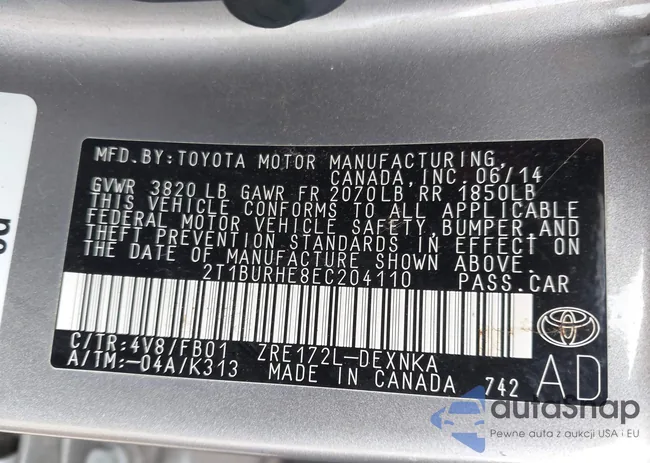 MFD. BY: TOYOTA MOTOR MANUFACTURING,
CANADA, INC. 06/14
GVWR 3820 LB GAWR FR 2070LB RR 1850LB
THIS VEHICLE CONFORMS TO ALL APPLICABLE
FEDERAL MOTOR VEHICLE SAFETY, BUMPER, AND
THEFT PREVENTION STANDARDS IN EFFECT ON
THE DATE OF MANUFACTURE SHOWN ABOVE.
2T1BURHE8EC204110 PASS. CAR
C/TR: 4V8/FB01 ZRE172L-DEXNKA
A/TM: -04A/K313 MADE IN CANADA 742 AD
autasnap
Pewne auta z aukcji USA i EU